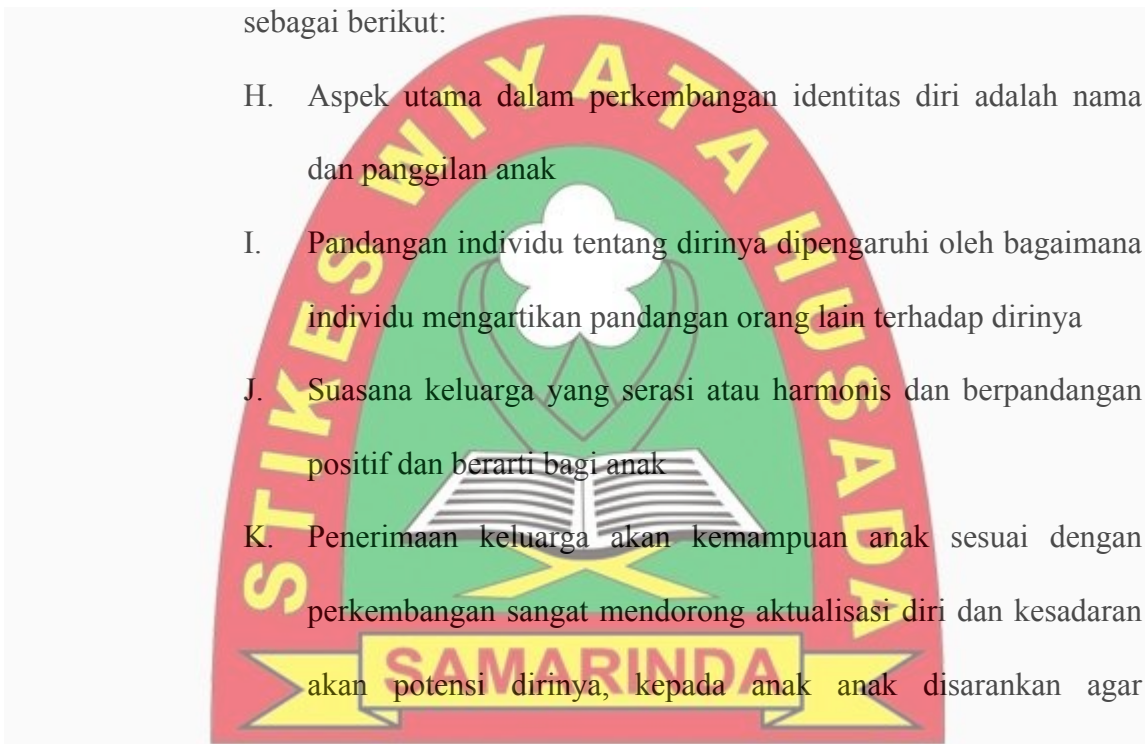 sebagai berikut:
H. Aspek utama dalam perkembangan identitas diri adalah nama
dan panggilan anak
I. Pandangan individu tentang dirinya dipengaruhi oleh bagaimana
individu mengartikan pandangan orang lain terhadap dirinya
J. Suasana keluarga yang serasi atau harmonis dan berpandangan
positif dan berarti bagi anak
K. Penerimaan keluarga akan kemampuan anak sesuai dengan
perkembangan sangat mendorong aktualisasi diri dan kesadaran
akan potensi dirinya, kepada anak anak disarankan agar
STIKES WIYATA HUSADA
SAMARINDA